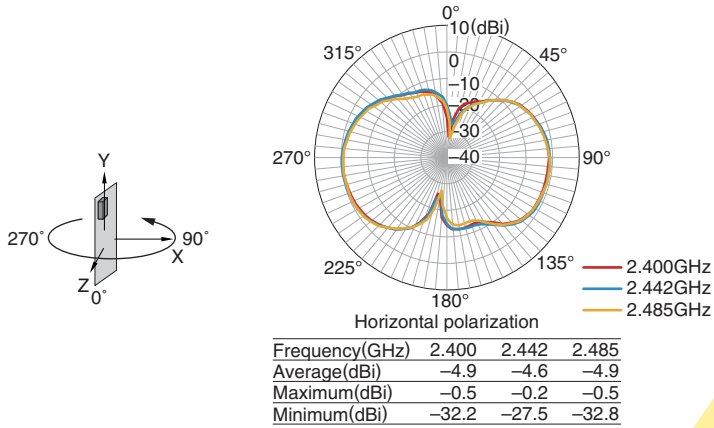 0°
10(dBi)
315°
45°
0
–10
–20
–30
–40
270°
90°
225°
135°
180°
Horizontal polarization
Y
270°
90°
X
Z
0°
2.400GHz
2.442GHz
2.485GHz
Frequency(GHz) 2.400 2.442 2.485
Average(dBi) –4.9 –4.6 –4.9
Maximum(dBi) –0.5 –0.2 –0.5
Minimum(dBi) –32.2 –27.5 –32.8